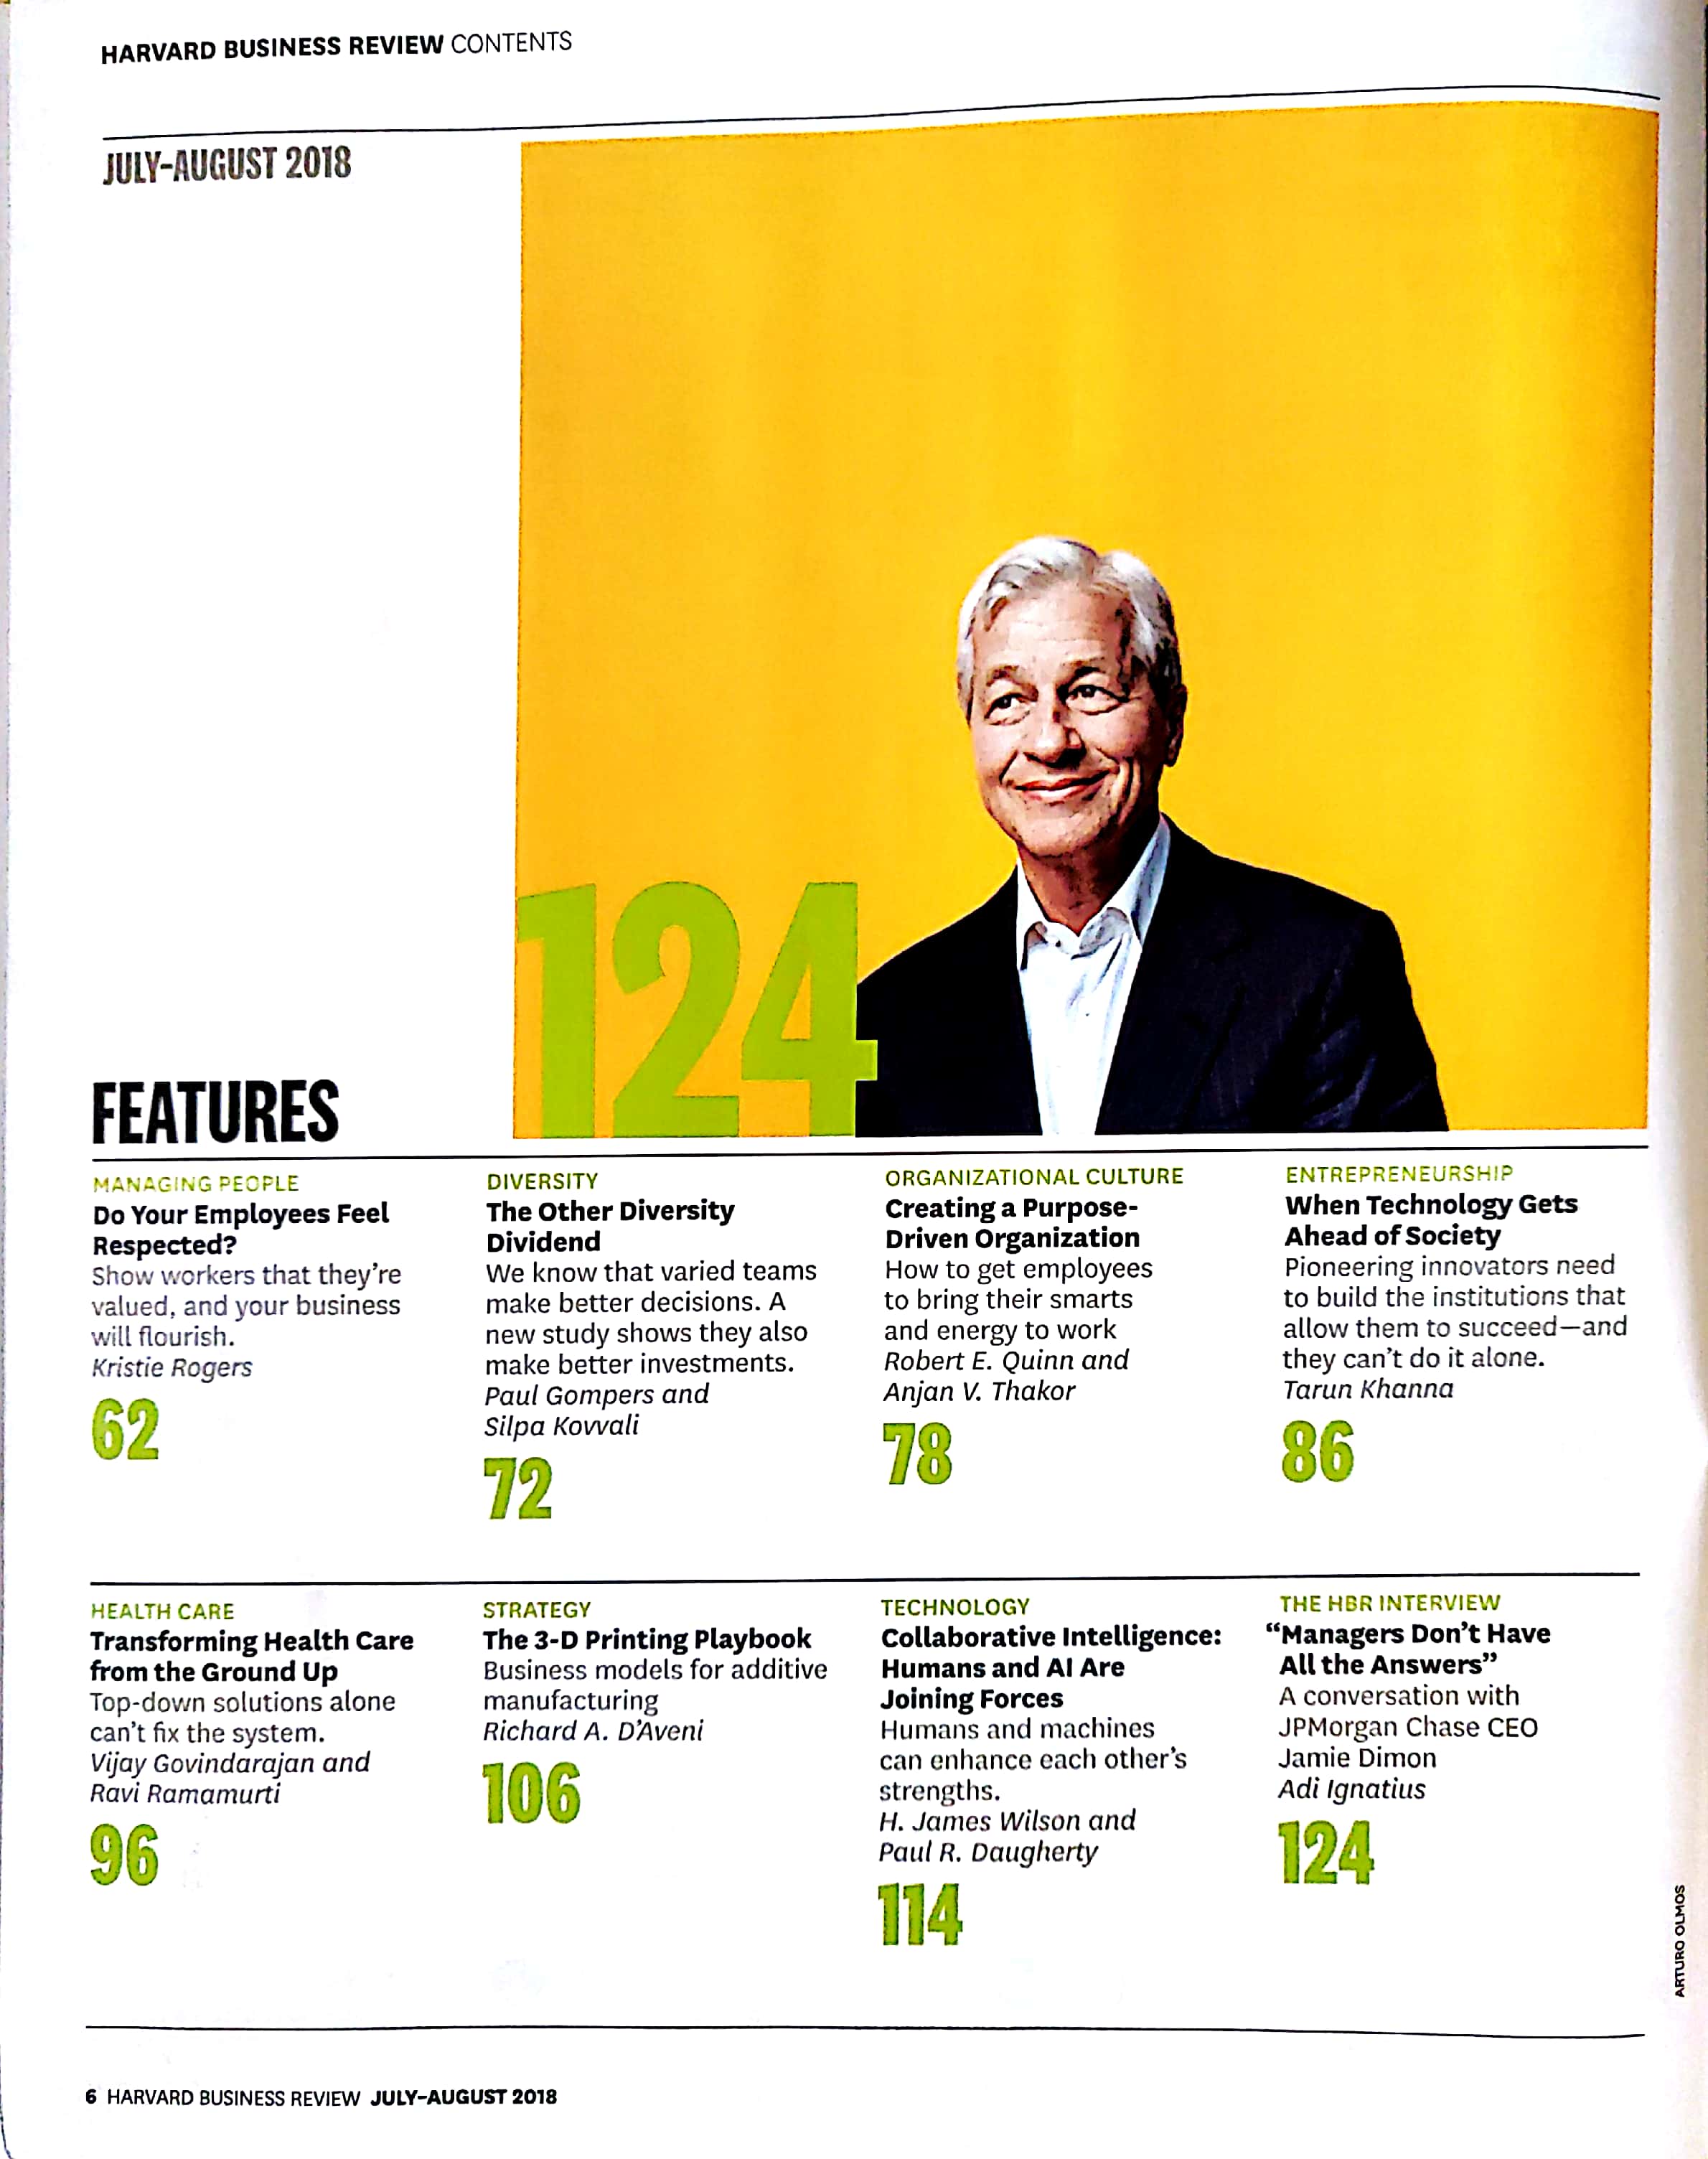 HARVARD BUSINESS REVIEW CONTENTS
JULY–AUGUST 2018
124
FEATURES
MANAGING PEOPLE
Do Your Employees Feel
Respected?
Show workers that they're
valued, and your business
will flourish.
Kristie Rogers
62
DIVERSITY
The Other Diversity
Dividend
We know that varied teams
make better decisions. A
new study shows they also
make better investments.
Paul Gompers and
Silpa Kovvali
72
ORGANIZATIONAL CULTURE
Creating a Purpose-
Driven Organization
How to get employees
to bring their smarts
and energy to work
Robert E. Quinn and
Anjan V. Thakor
78
ENTREPRENEURSHIP
When Technology Gets
Ahead of Society
Pioneering innovators need
to build the institutions that
allow them to succeed—and
they can't do it alone.
Tarun Khanna
86
HEALTH CARE
Transforming Health Care
from the Ground Up
Top-down solutions alone
can't fix the system.
Vijay Govindarajan and
Ravi Ramamurti
96
STRATEGY
The 3-D Printing Playbook
Business models for additive
manufacturing
Richard A. D'Aveni
106
TECHNOLOGY
Collaborative Intelligence:
Humans and AI Are
Joining Forces
Humans and machines
can enhance each other's
strengths.
H. James Wilson and
Paul R. Daugherty
114
THE HBR INTERVIEW
“Managers Don't Have
All the Answers”
A conversation with
JPMorgan Chase CEO
Jamie Dimon
Adi Ignatius
124
ARTURO OLMOS
6 HARVARD BUSINESS REVIEW JULY–AUGUST 2018